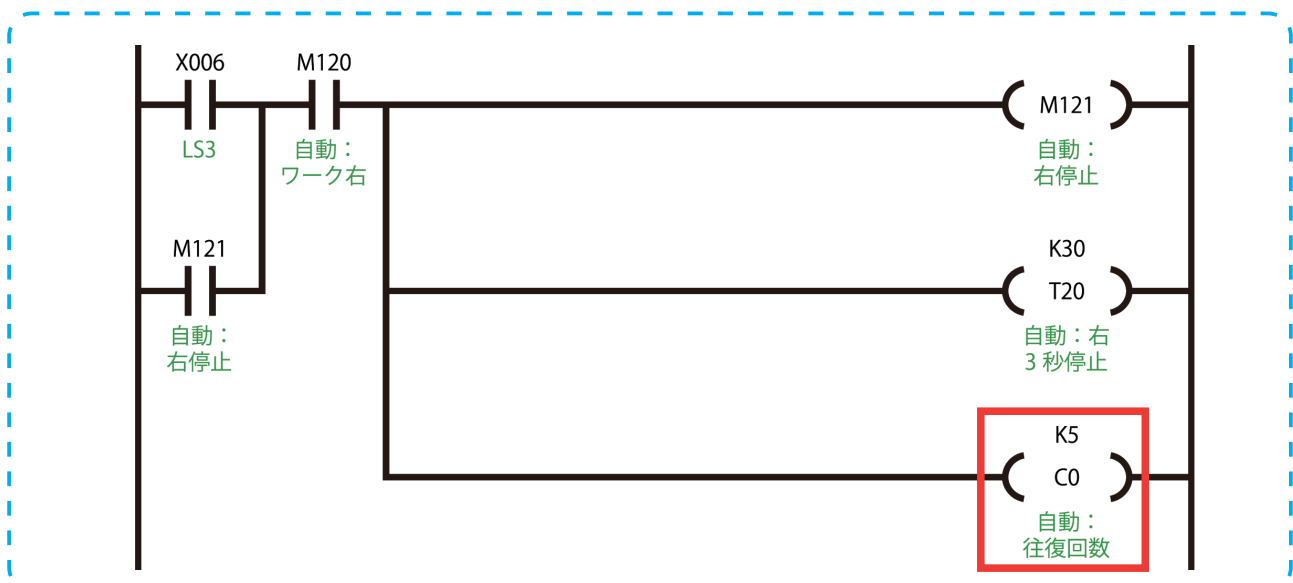 X006
M120
M121
LS3
自動：
ワーク右
自動：
右停止
M121
K30
T20
自動：
右停止
自動：右
3 秒停止
K5
C0
自動：
往復回数